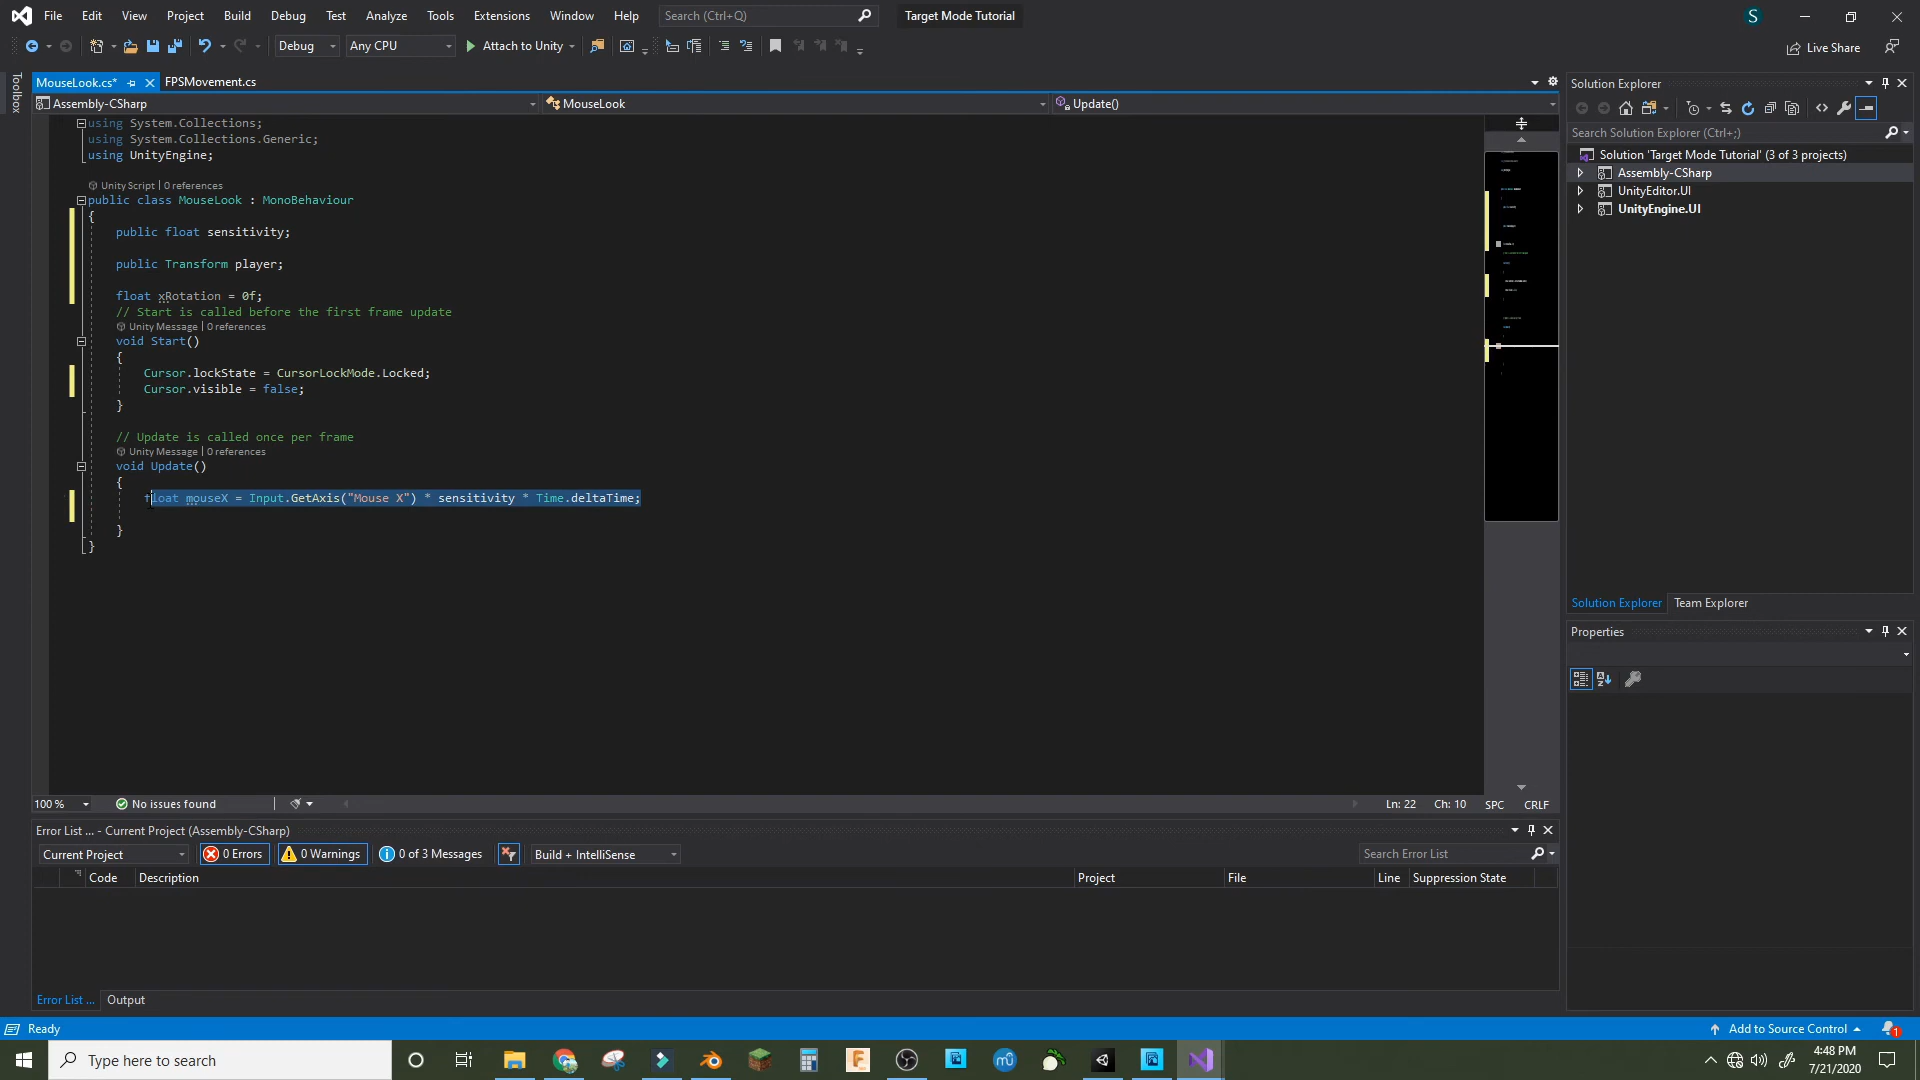 File Edit View Project Build Debug Test Analyze Tools Extensions Window Help Search (Ctrl+Q) Target Mode Tutorial S
Debug Any CPU Attach to Unity Live Share
Toolbox
MouseLook.cs* FPSMovement.cs
Assembly-CSharp MouseLook Update()
using System.Collections;
using System.Collections.Generic;
using UnityEngine;
Unity Script | 0 references
public class MouseLook : MonoBehaviour
{
public float sensitivity;
public Transform player;
float xRotation = 0f;
// Start is called before the first frame update
Unity Message | 0 references
void Start()
{
Cursor.lockState = CursorLockMode.Locked;
Cursor.visible = false;
}
// Update is called once per frame
Unity Message | 0 references
void Update()
{
float mouseX = Input.GetAxis("Mouse X") * sensitivity * Time.deltaTime;
}
}
100 % No issues found Ln: 22 Ch: 10 SPC CRLF
Solution Explorer
Search Solution Explorer (Ctrl+;)
Solution 'Target Mode Tutorial' (3 of 3 projects)
Assembly-CSharp
UnityEditor.UI
UnityEngine.UI
Solution Explorer Team Explorer
Properties
Error List ... - Current Project (Assembly-CSharp)
Current Project 0 Errors 0 Warnings 0 of 3 Messages Build + IntelliSense Search Error List
Code Description Project File Line Suppression State
Error List ... Output
Ready Add to Source Control 1
Type here to search
4:48 PM
7/21/2020